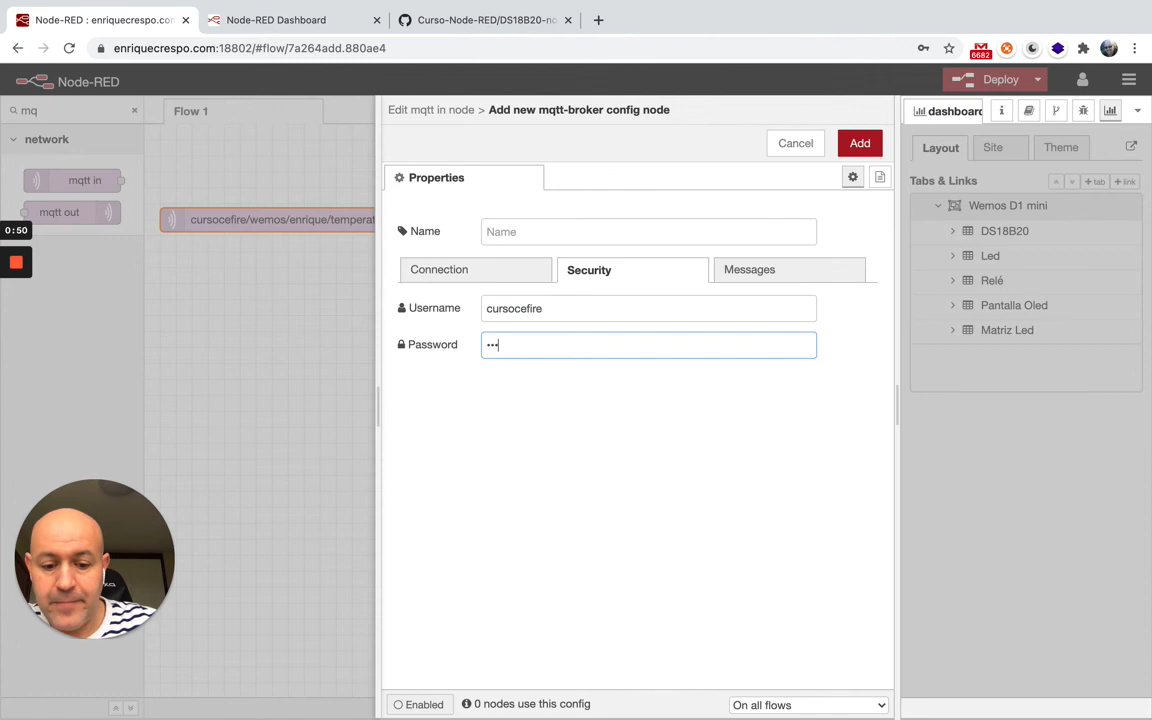 Node-RED : enriquecrespo.con
Node-RED Dashboard
Curso-Node-RED/DS18B20-no
enriquecrespo.com:18802/#flow/7a264add.880ae4
6682
Node-RED
Deploy
mq
Flow 1
Edit mqtt in node > Add new mqtt-broker config node
dashboard
network
Cancel
Add
Layout
Site
Theme
mqtt in
Properties
Tabs & Links
tab
link
mqtt out
cursocefire/wemos/enrique/temperat
Wemos D1 mini
0:50
Name
Name
DS18B20
Connection
Security
Messages
Led
Relé
Username
cursocefire
Pantalla Oled
Password
•••
Matriz Led
Enabled
0 nodes use this config
On all flows